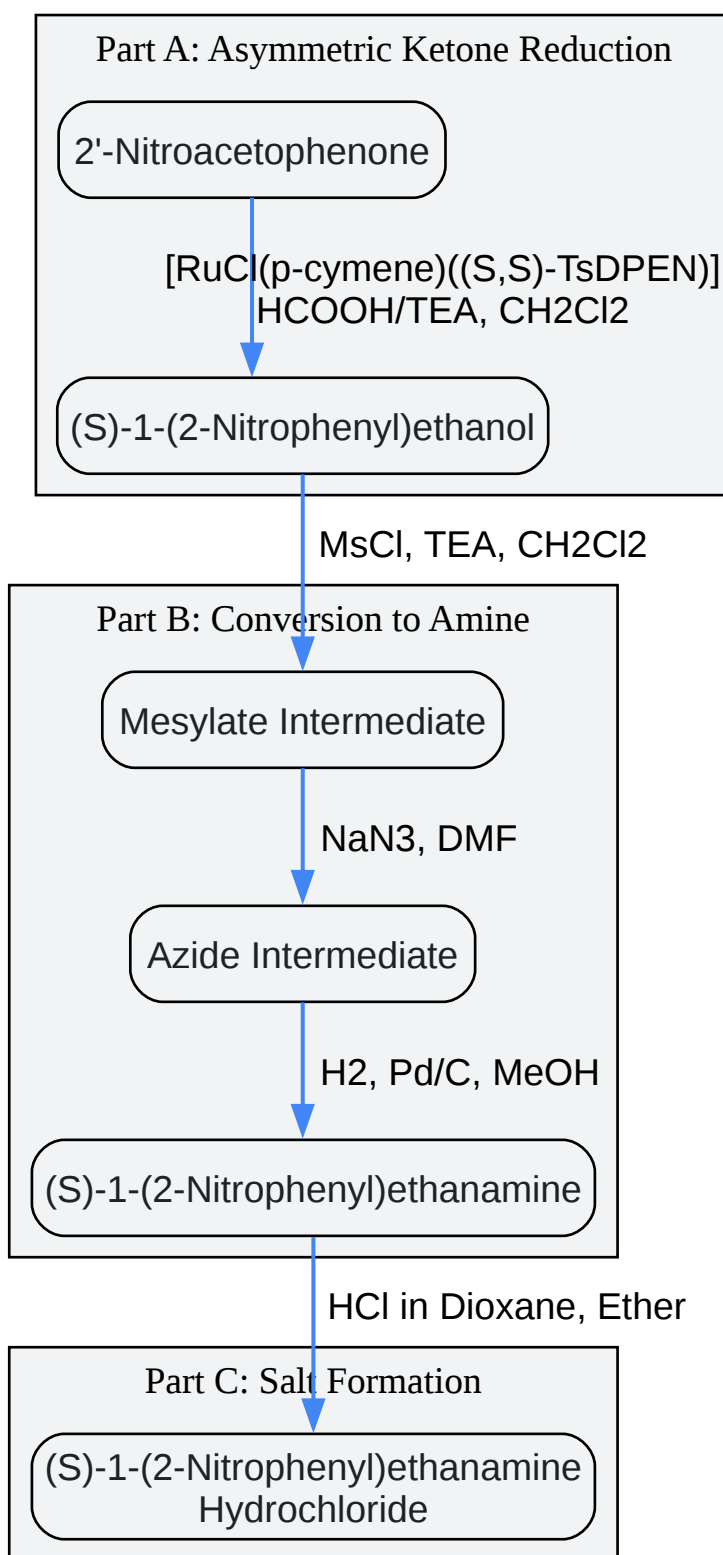 Part A: Asymmetric Ketone Reduction
2'-Nitroacetophenone
[RuCl(p-cymene)((S,S)-TsDPEN)]
HCOOH/TEA, CH2Cl2
(S)-1-(2-Nitrophenyl)ethanol
MsCl, TEA, CH2Cl2
Part B: Conversion to Amine
Mesylate Intermediate
NaN3, DMF
Azide Intermediate
H2, Pd/C, MeOH
(S)-1-(2-Nitrophenyl)ethanamine
HCl in Dioxane, Ether
Part C: Salt Formation
(S)-1-(2-Nitrophenyl)ethanamine
Hydrochloride